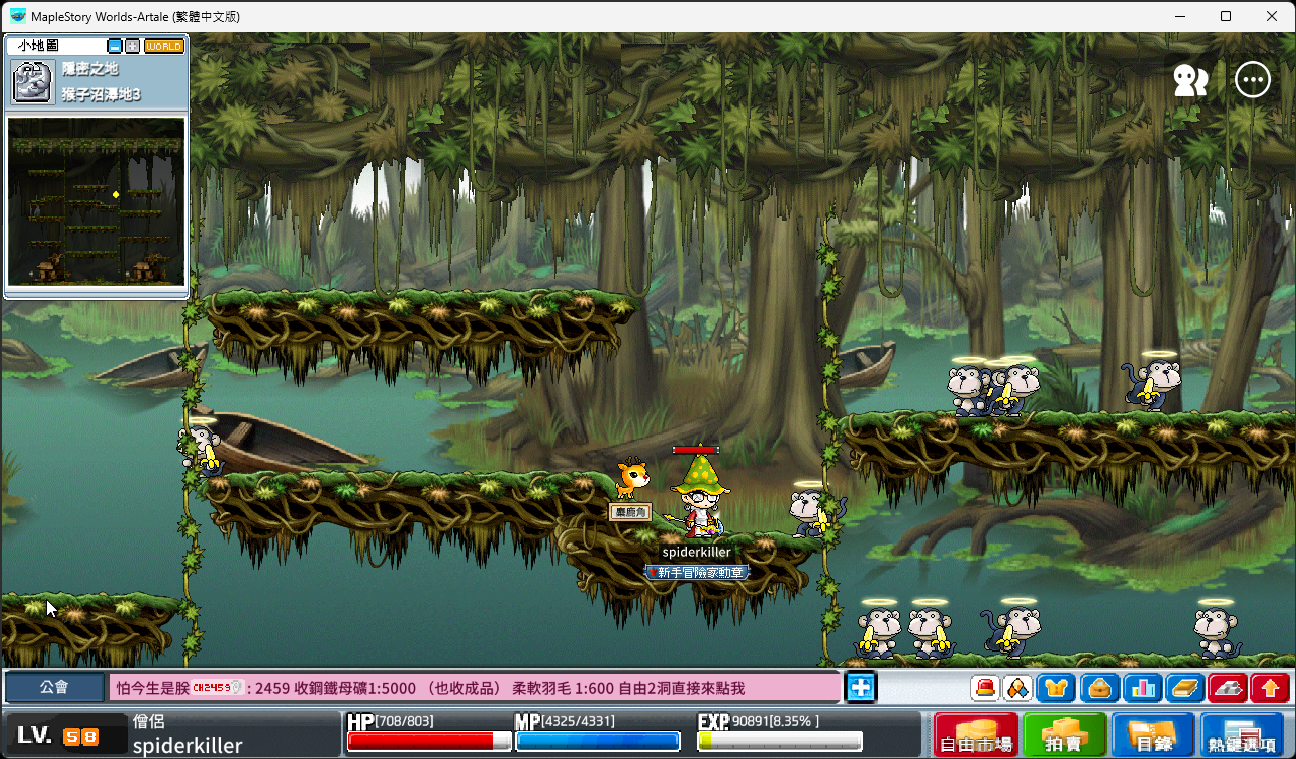 MapleStory Worlds-Artale (繁體中文版)
小地圖 WORLD
隱密之地
猴子沼澤地3
麋鹿角
spiderkiller
新手冒險家勳章
公會
怕今生是朕 CH2459 : 2459 收鋼鐵母礦1:5000 （也收成品） 柔軟羽毛 1:600 自由2洞直接來點我
LV. 58
僧侶
spiderkiller
HP[708/803]
MP[4325/4331]
EXP. 90891[8.35% ]
自由市場
拍賣
目錄
熱鍵選項